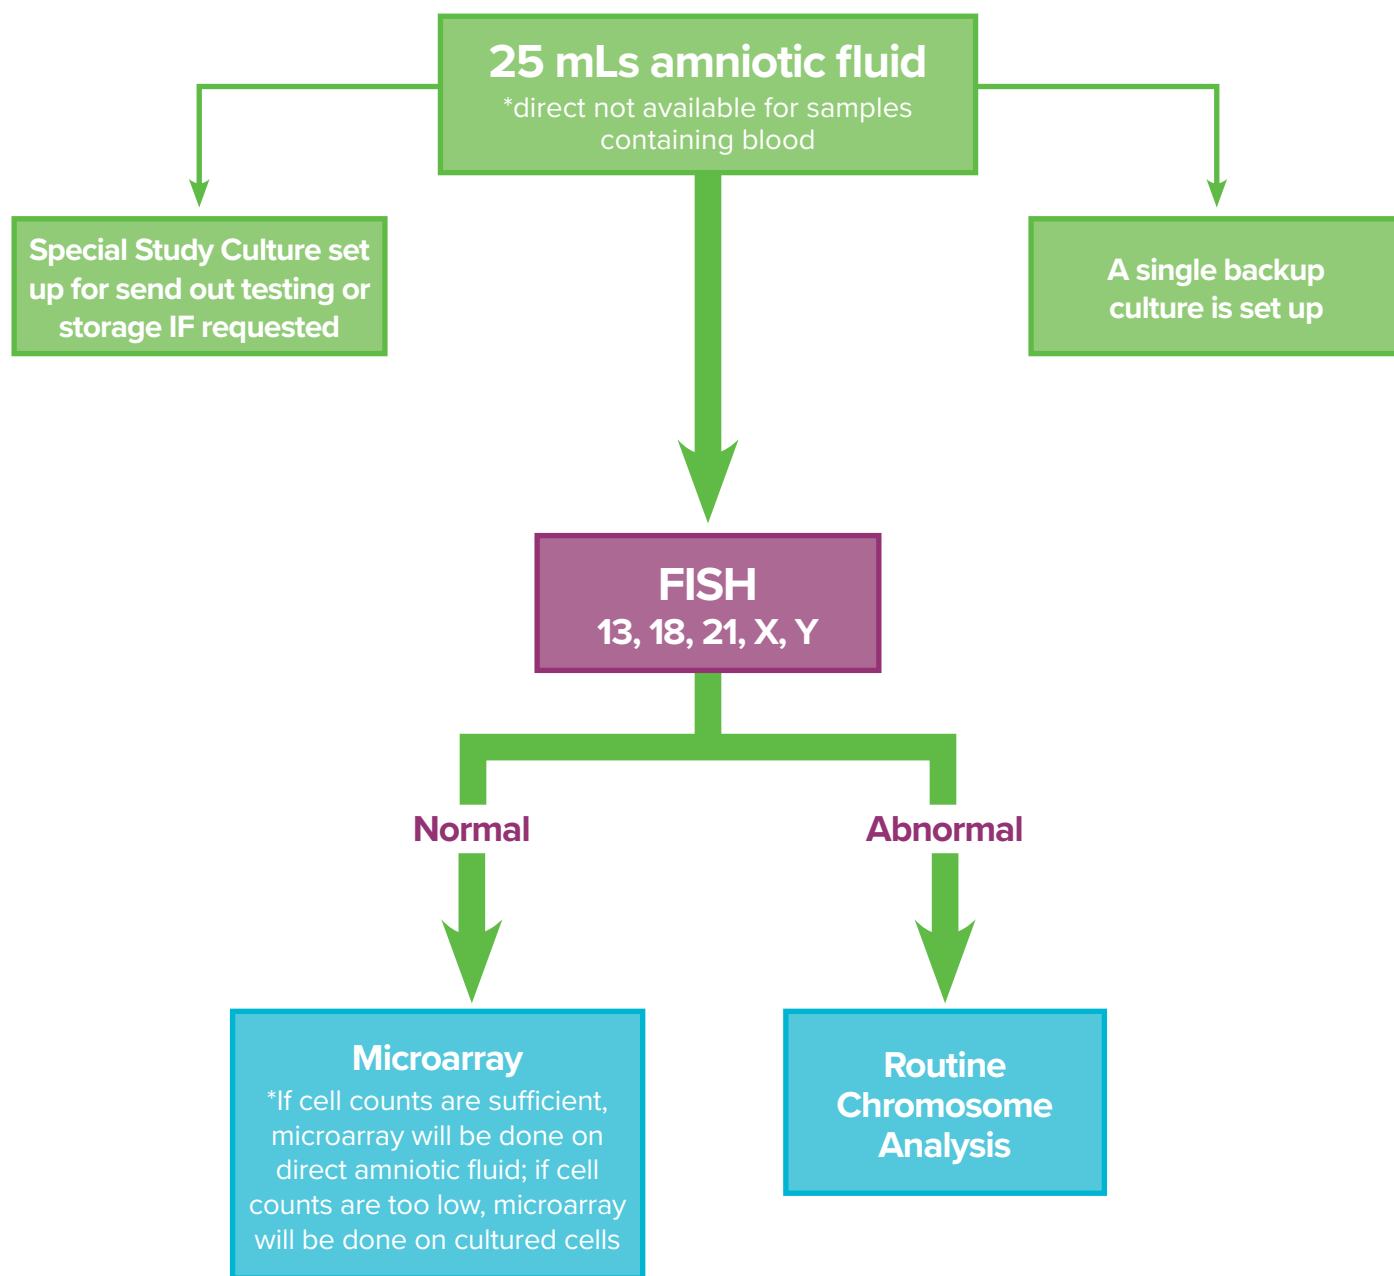 25 mLs amniotic fluid
*direct not available for samples
containing blood
Special Study Culture set
up for send out testing or
storage IF requested
A single backup
culture is set up
FISH
13, 18, 21, X, Y
Normal
Abnormal
Microarray
*If cell counts are sufficient,
microarray will be done on
direct amniotic fluid; if cell
counts are too low, microarray
will be done on cultured cells
Routine
Chromosome
Analysis